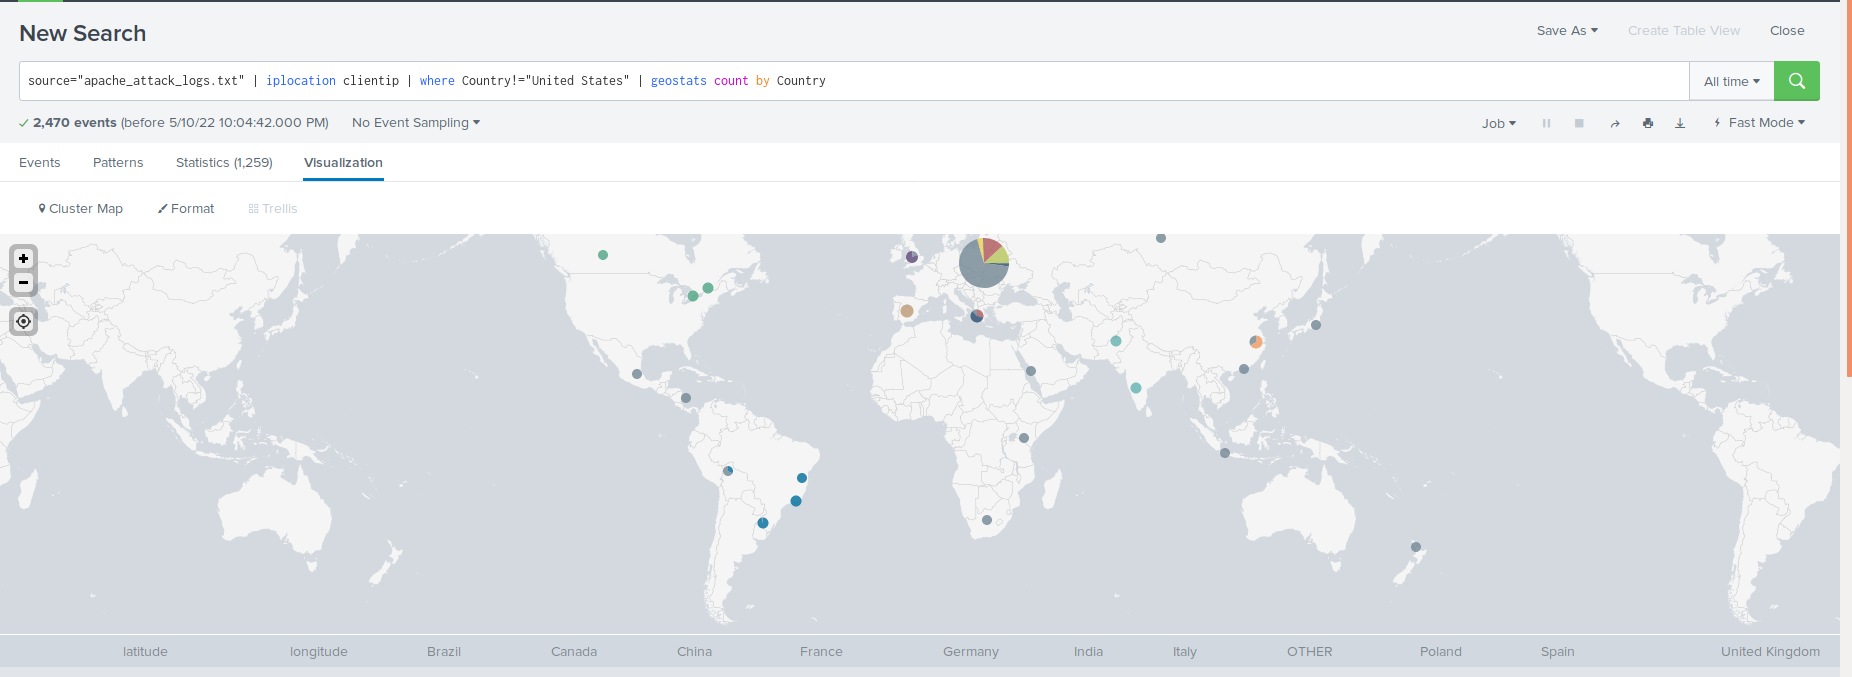 New Search
Save As Create Table View Close
source="apache_attack_logs.txt" | iplocation clientip | where Country!="United States" | geostats count by Country
All time
2,470 events (before 5/10/22 10:04:42.000 PM) No Event Sampling
Job Fast Mode
Events Patterns Statistics (1,259) Visualization
Cluster Map Format Trellis
+
−
latitude longitude Brazil Canada China France Germany India Italy OTHER Poland Spain United Kingdom